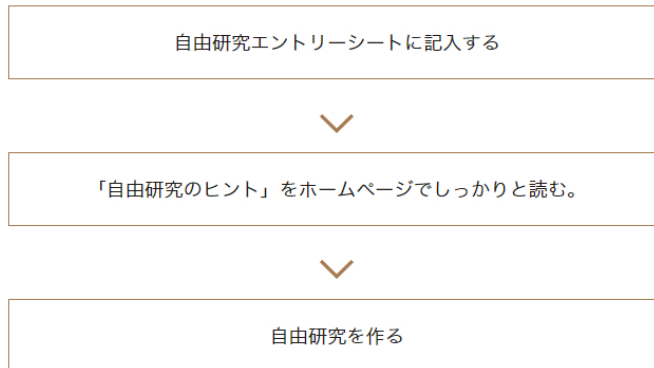 自由研究エントリーシートに記入する
「自由研究のヒント」をホームページでしっかりと読む。
自由研究を作る